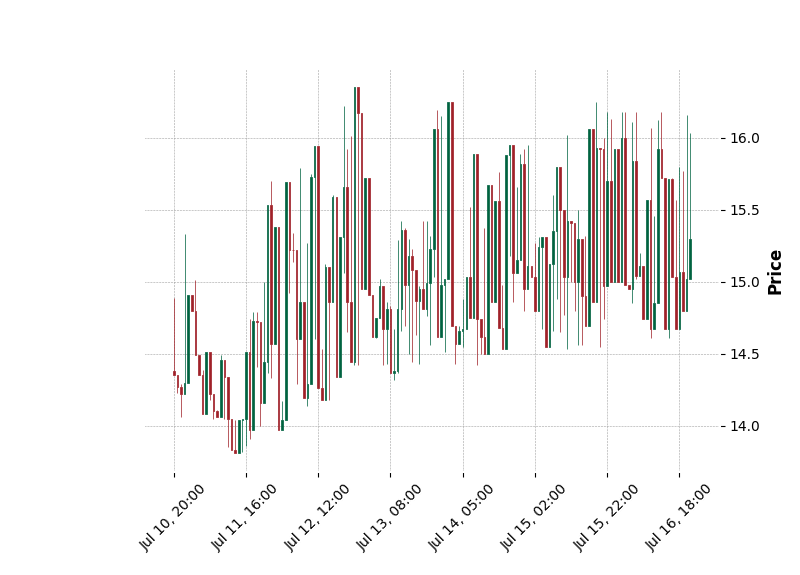 16.0
15.5
15.0
14.5
14.0
Price
Jul 10, 20:00
Jul 11, 16:00
Jul 12, 12:00
Jul 13, 08:00
Jul 14, 05:00
Jul 15, 02:00
Jul 15, 22:00
Jul 16, 18:00